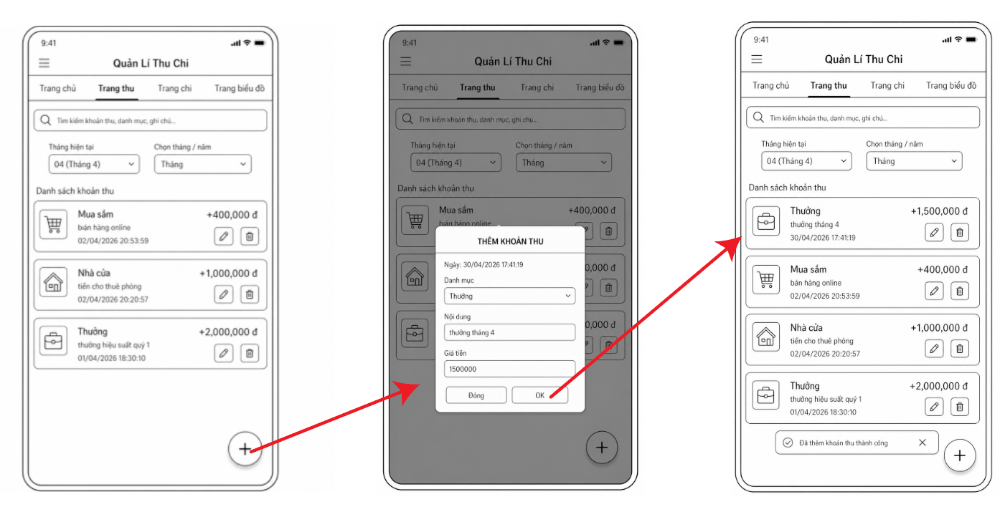 9:41
Quản Lí Thu Chi
Trang chủ Trang thu Trang chi Trang biểu đồ
Tìm kiếm khoản thu, danh mục, ghi chú...
Tháng hiện tại Chọn tháng / năm
04 (Tháng 4) Tháng
Danh sách khoản thu
Mua sắm +400,000 đ
bán hàng online
02/04/2026 20:53:59
Nhà cửa +1,000,000 đ
tiền cho thuê phòng
02/04/2026 20:20:57
Thưởng +2,000,000 đ
thưởng hiệu suất quý 1
01/04/2026 18:30:10
9:41
Quản Lí Thu Chi
Trang chủ Trang thu Trang chi Trang biểu đồ
Tìm kiếm khoản thu, danh mục, ghi chú...
Tháng hiện tại Chọn tháng / năm
04 (Tháng 4) Tháng
Danh sách khoản thu
Mua sắm +400,000 đ
bán hàng online
THÊM KHOẢN THU
Ngày: 30/04/2026 17:41:19
0,000 đ
Danh mục
Thưởng
Nội dung
0,000 đ
thưởng tháng 4
Giá tiền
1500000
Đóng OK
9:41
Quản Lí Thu Chi
Trang chủ Trang thu Trang chi Trang biểu đồ
Tìm kiếm khoản thu, danh mục, ghi chú...
Tháng hiện tại Chọn tháng / năm
04 (Tháng 4) Tháng
Danh sách khoản thu
Thưởng +1,500,000 đ
thưởng tháng 4
30/04/2026 17:41:19
Mua sắm +400,000 đ
bán hàng online
02/04/2026 20:53:59
Nhà cửa +1,000,000 đ
tiền cho thuê phòng
02/04/2026 20:20:57
Thưởng +2,000,000 đ
thưởng hiệu suất quý 1
01/04/2026 18:30:10
Đã thêm khoản thu thành công